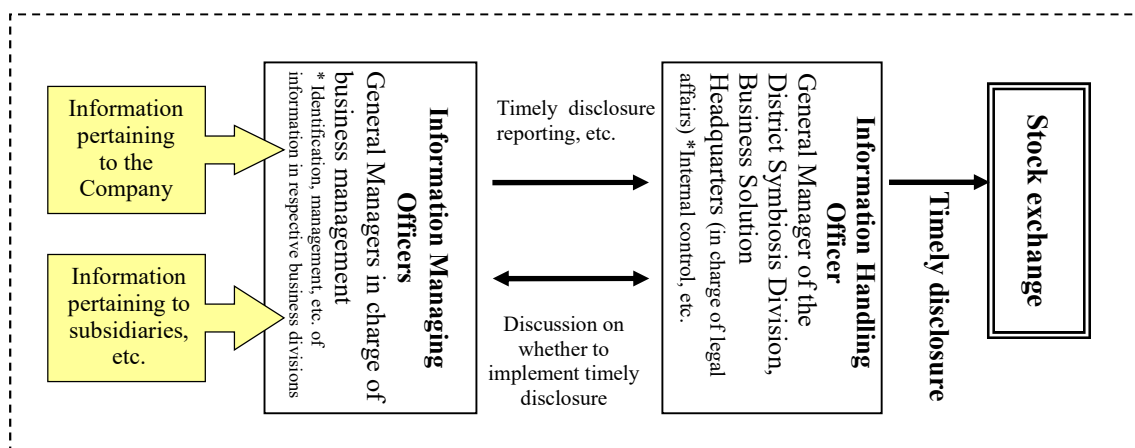 Information
pertaining
to the
Company
Information
pertaining to
subsidiaries,
etc.
Information Managing
Officers
General Managers in charge of
business management
* Identification, management, etc. of
information in respective business divisions
Timely disclosure
reporting, etc.
Discussion on
whether to
implement timely
disclosure
Information Handling
Officer
General Manager of the
District Symbiosis Division,
Business Solution
Headquarters (in charge of legal
affairs) *Internal control, etc.
Timely disclosure
Stock exchange